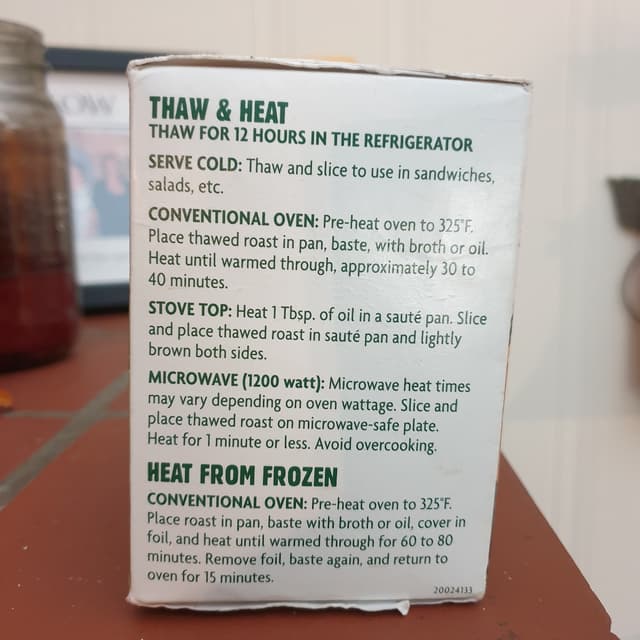 THAW & HEAT
THAW FOR 12 HOURS IN THE REFRIGERATOR
SERVE COLD: Thaw and slice to use in sandwiches,
salads, etc.
CONVENTIONAL OVEN: Pre-heat oven to 325°F.
Place thawed roast in pan, baste, with broth or oil.
Heat until warmed through, approximately 30 to
40 minutes.
STOVE TOP: Heat 1 Tbsp. of oil in a sauté pan. Slice
and place thawed roast in sauté pan and lightly
brown both sides.
MICROWAVE (1200 watt): Microwave heat times
may vary depending on oven wattage. Slice and
place thawed roast on microwave-safe plate.
Heat for 1 minute or less. Avoid overcooking.
HEAT FROM FROZEN
CONVENTIONAL OVEN: Pre-heat oven to 325°F.
Place roast in pan, baste with broth or oil, cover in
foil, and heat until warmed through for 60 to 80
minutes. Remove foil, baste again, and return to
oven for 15 minutes.
20024133